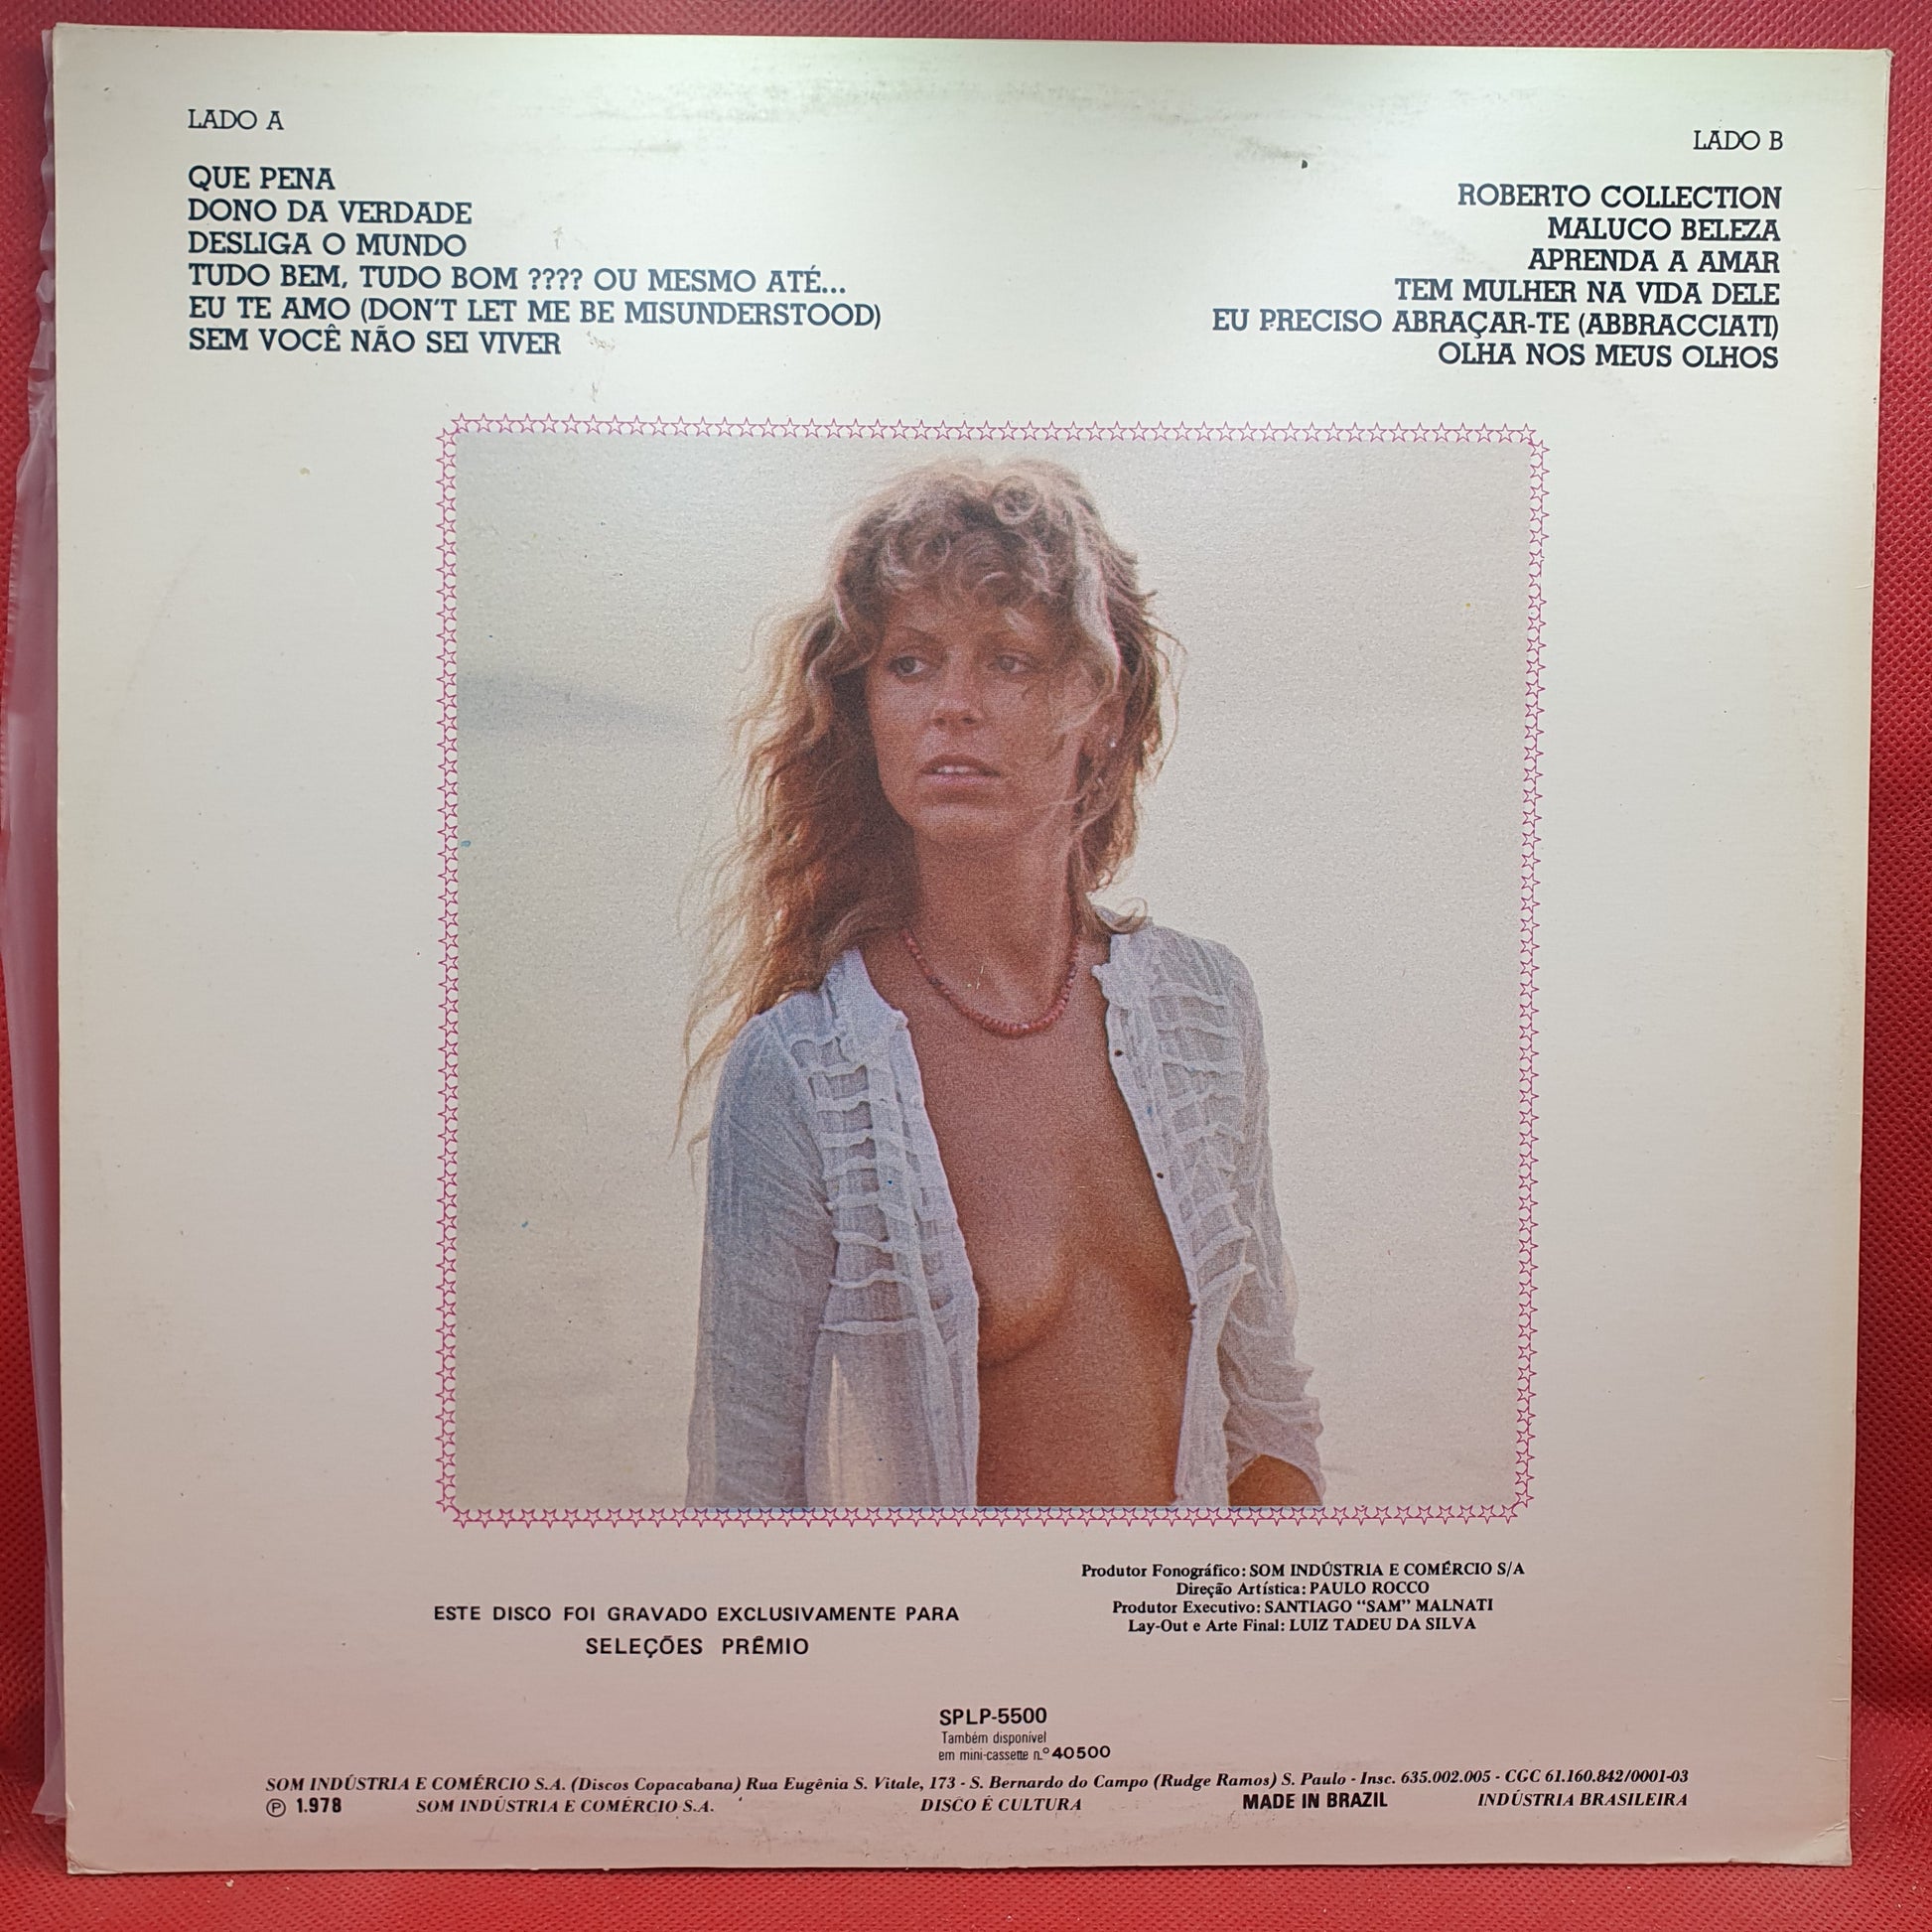 LADO A
QUE PENA
DONO DA VERDADE
DESLIGA O MUNDO
TUDO BEM, TUDO BOM ???? OU MESMO ATÉ...
EU TE AMO (DON'T LET ME BE MISUNDERSTOOD)
SEM VOCÊ NÃO SEI VIVER
LADO B
ROBERTO COLLECTION
MALUCO BELEZA
APRENDA A AMAR
TEM MULHER NA VIDA DELE
EU PRECISO ABRAÇAR-TE (ABBRACCIATI)
OLHA NOS MEUS OLHOS
ESTE DISCO FOI GRAVADO EXCLUSIVAMENTE PARA
SELEÇÕES PRÊMIO
Produtor Fonográfico: SOM INDÚSTRIA E COMÉRCIO S/A
Direção Artística: PAULO ROCCO
Produtor Executivo: SANTIAGO "SAM" MALNATI
Lay-Out e Arte Final: LUIZ TADEU DA SILVA
SPLP-5500
Também disponível
em mini-cassette n.º 40500
SOM INDÚSTRIA E COMÉRCIO S.A. (Discos Copacabana) Rua Eugênia S. Vitale, 173 - S. Bernardo do Campo (Rudge Ramos) S. Paulo - Insc. 635.002.005 - CGC 61.160.842/0001-03
℗ 1.978 SOM INDÚSTRIA E COMÉRCIO S.A. DISCO É CULTURA MADE IN BRAZIL INDÚSTRIA BRASILEIRA